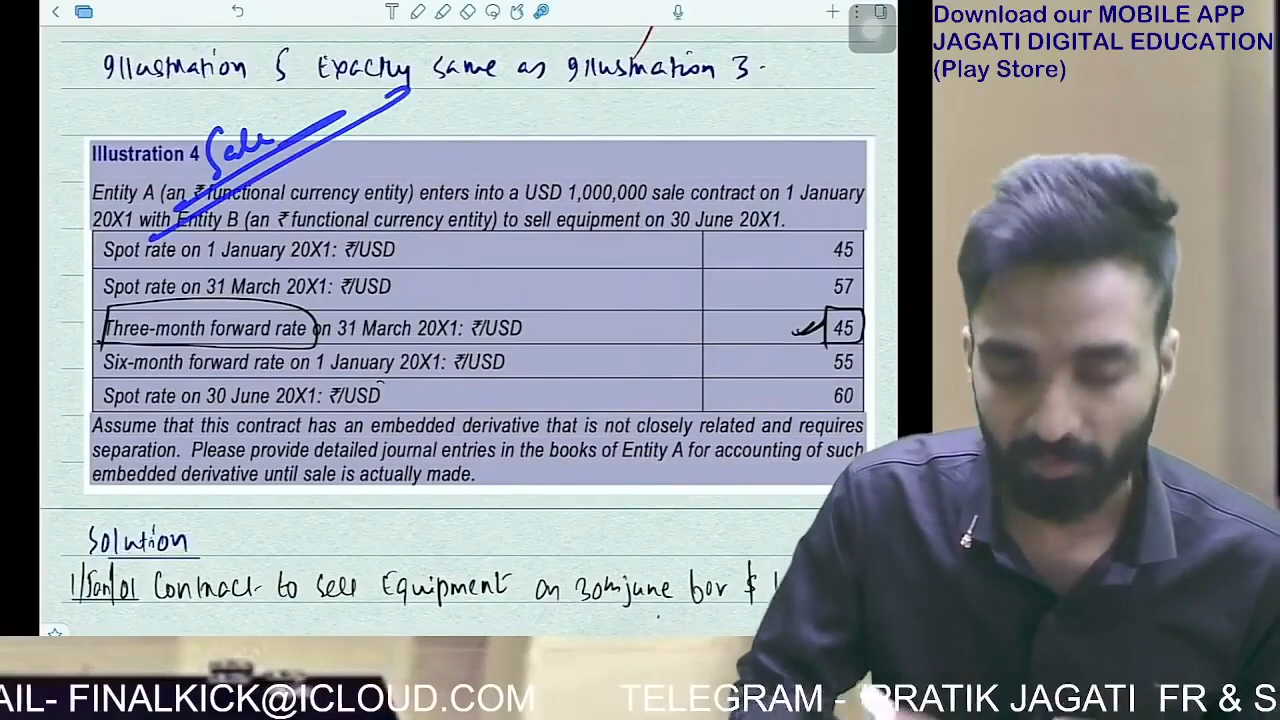 Download our MOBILE APP
JAGATI DIGITAL EDUCATION
(Play Store)
Illustration 5 Exactly same as Illustration 3.
Sale
Illustration 4
Entity A (an ₹ functional currency entity) enters into a USD 1,000,000 sale contract on 1 January
20X1 with Entity B (an ₹ functional currency entity) to sell equipment on 30 June 20X1.
Spot rate on 1 January 20X1: ₹/USD 45
Spot rate on 31 March 20X1: ₹/USD 57
Three-month forward rate on 31 March 20X1: ₹/USD 45
Six-month forward rate on 1 January 20X1: ₹/USD 55
Spot rate on 30 June 20X1: ₹/USD 60
Assume that this contract has an embedded derivative that is not closely related and requires
separation. Please provide detailed journal entries in the books of Entity A for accounting of such
embedded derivative until sale is actually made.
Solution
1/Jan/01 Contract to sell Equipment on 30th June for $
AIL- FINALKICK@ICLOUD.COM TELEGRAM - PRATIK JAGATI FR & S